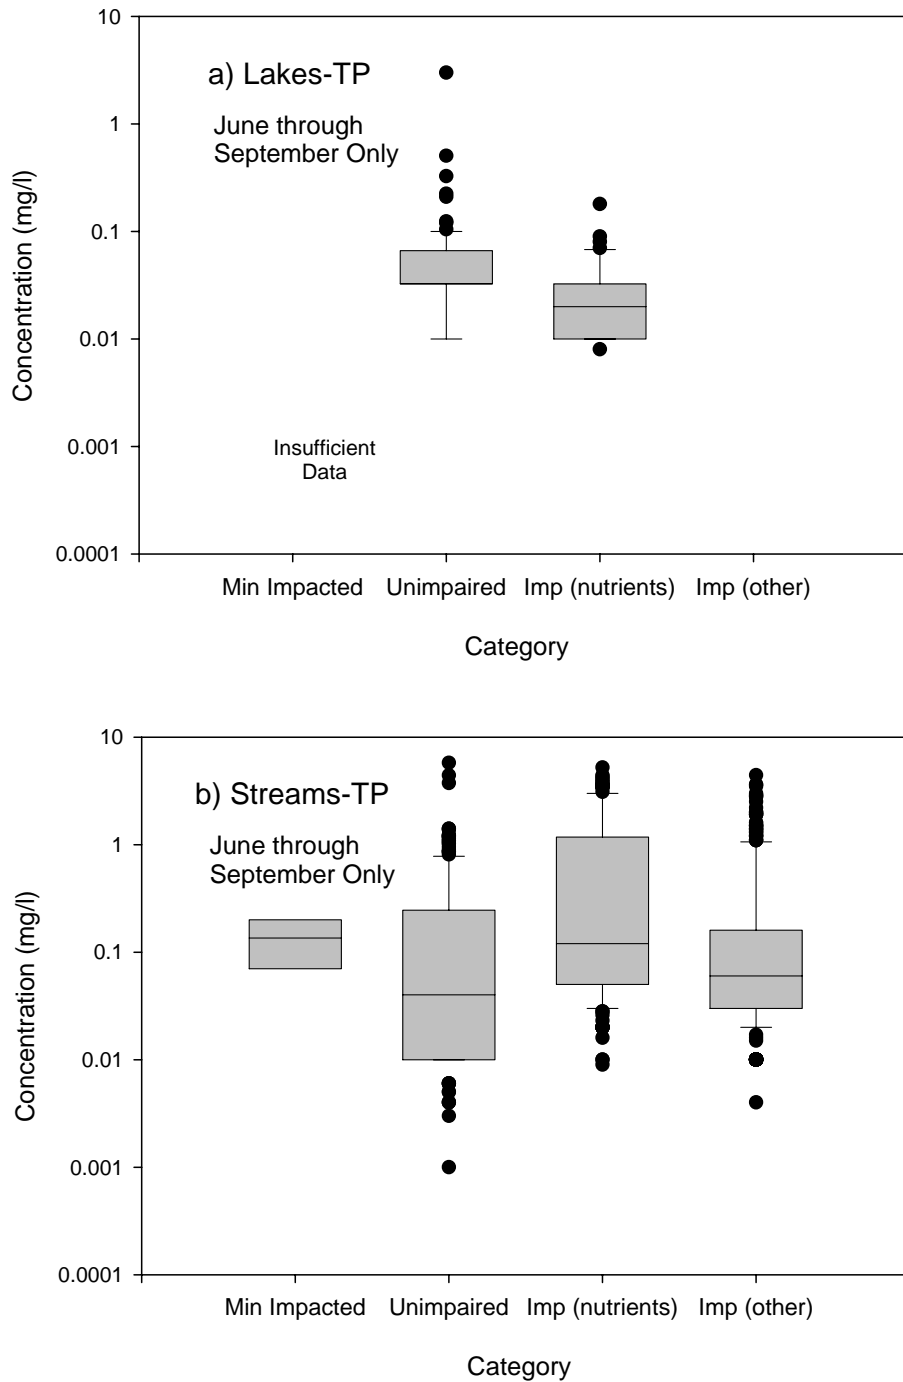 10
a) Lakes-TP
1
June through
September Only
0.1
Concentration (mg/l)
0.01
0.001
Insufficient
Data
0.0001
Min Impacted Unimpaired Imp (nutrients) Imp (other)
Category
10
b) Streams-TP
1
June through
September Only
0.1
Concentration (mg/l)
0.01
0.001
0.0001
Min Impacted Unimpaired Imp (nutrients) Imp (other)
Category